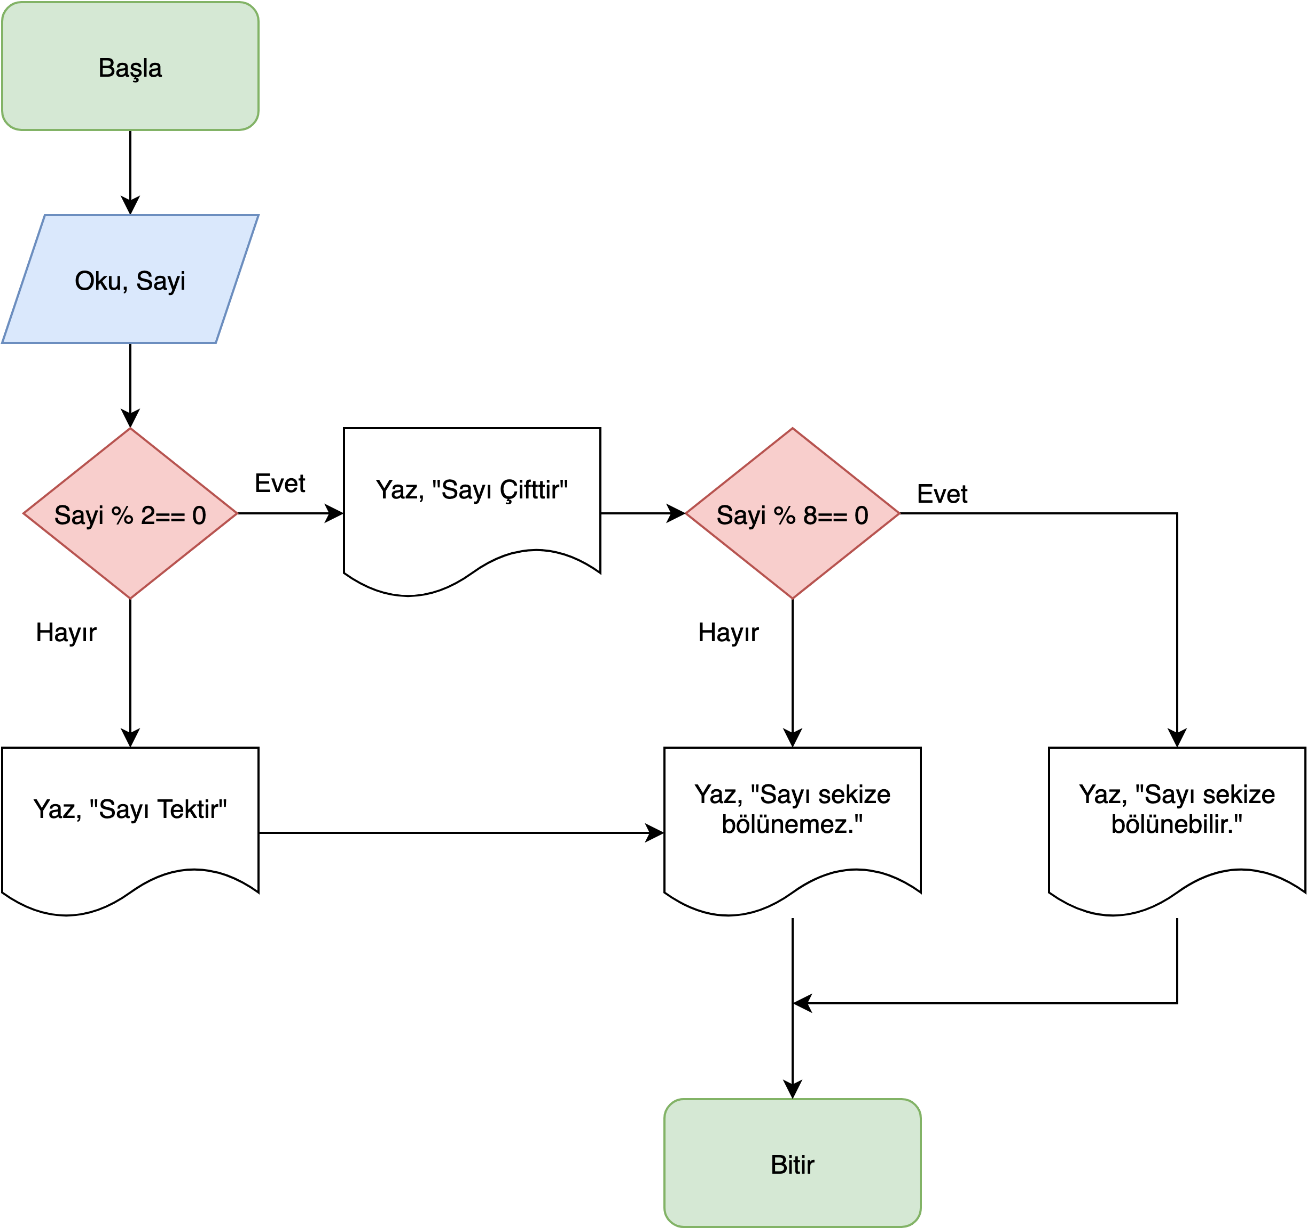 Başla
Oku, Sayi
Sayi % 2== 0
Evet
Yaz, "Sayı Çifttir"
Sayi % 8== 0
Evet
Hayır
Hayır
Yaz, "Sayı Tektir"
Yaz, "Sayı sekize
bölünemez."
Yaz, "Sayı sekize
bölünebilir."
Bitir